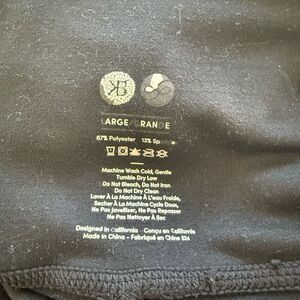 LARGE/GRANDE
87% Polyester 13% Sp
Machine Wash Cold, Gentle
Tumble Dry Low
Do Not Bleach, Do Not Iron
Do Not Dry Clean
Laver À La Machine À L'eau Froide,
Secher À La Machine Cycle Doux,
Ne Pas Javelliser, Ne Pas Repasser
Ne Pas Nettoyer À Sec
Designed in California - Conçu en Californis
Made in China - Fabriqué en Chine